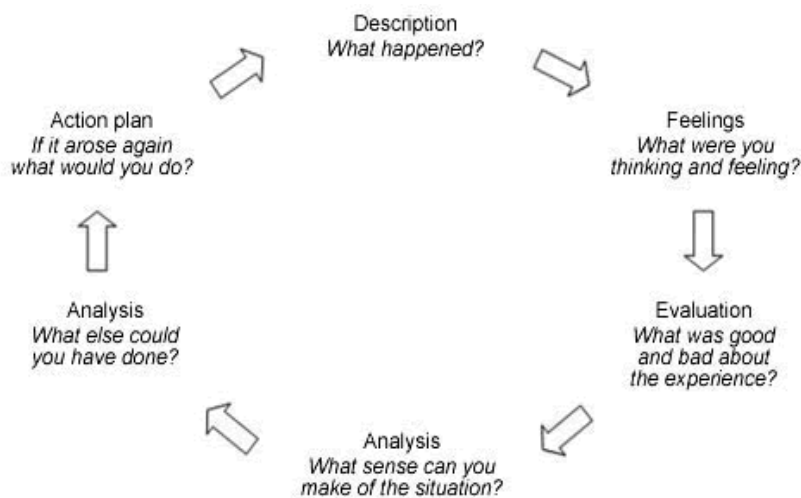 Description
What happened?
Feelings
What were you
thinking and feeling?
Evaluation
What was good
and bad about
the experience?
Analysis
What sense can you
make of the situation?
Analysis
What else could
you have done?
Action plan
If it arose again
what would you do?